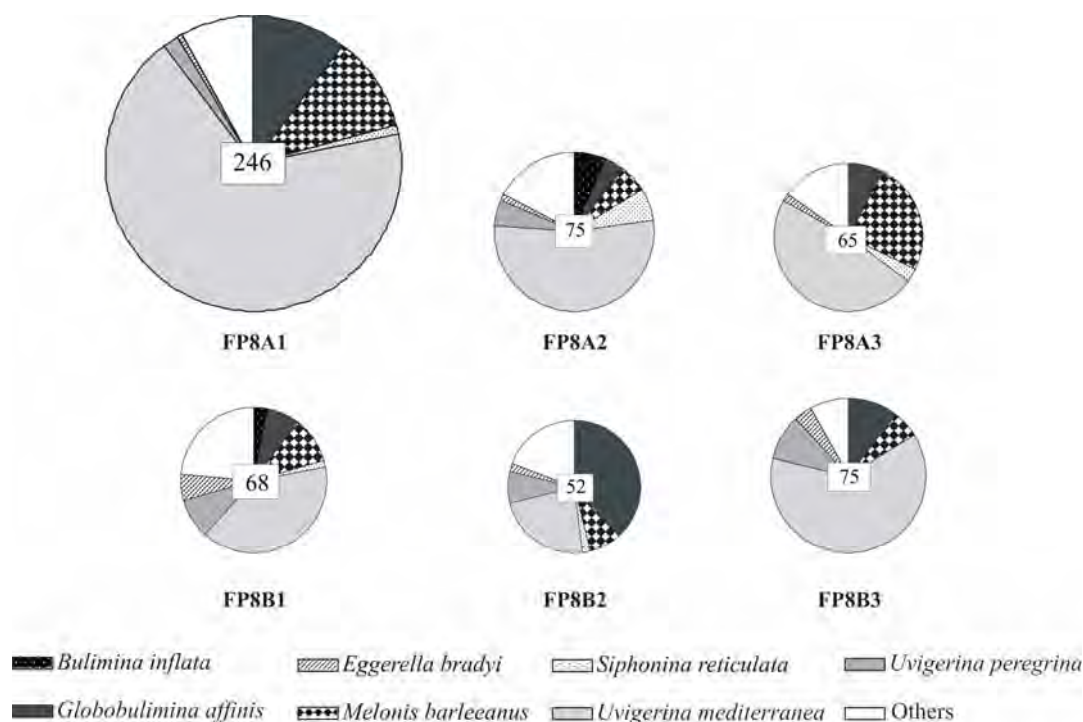 246
75
65
FP8A1
FP8A2
FP8A3
68
52
75
FP8B1
FP8B2
FP8B3
Bulimina inflata Eggerella bradyi Siphonina reticulata Uvigerina peregrina
Globobulimina affinis Melonis barleeanus Uvigerina mediterranea Others